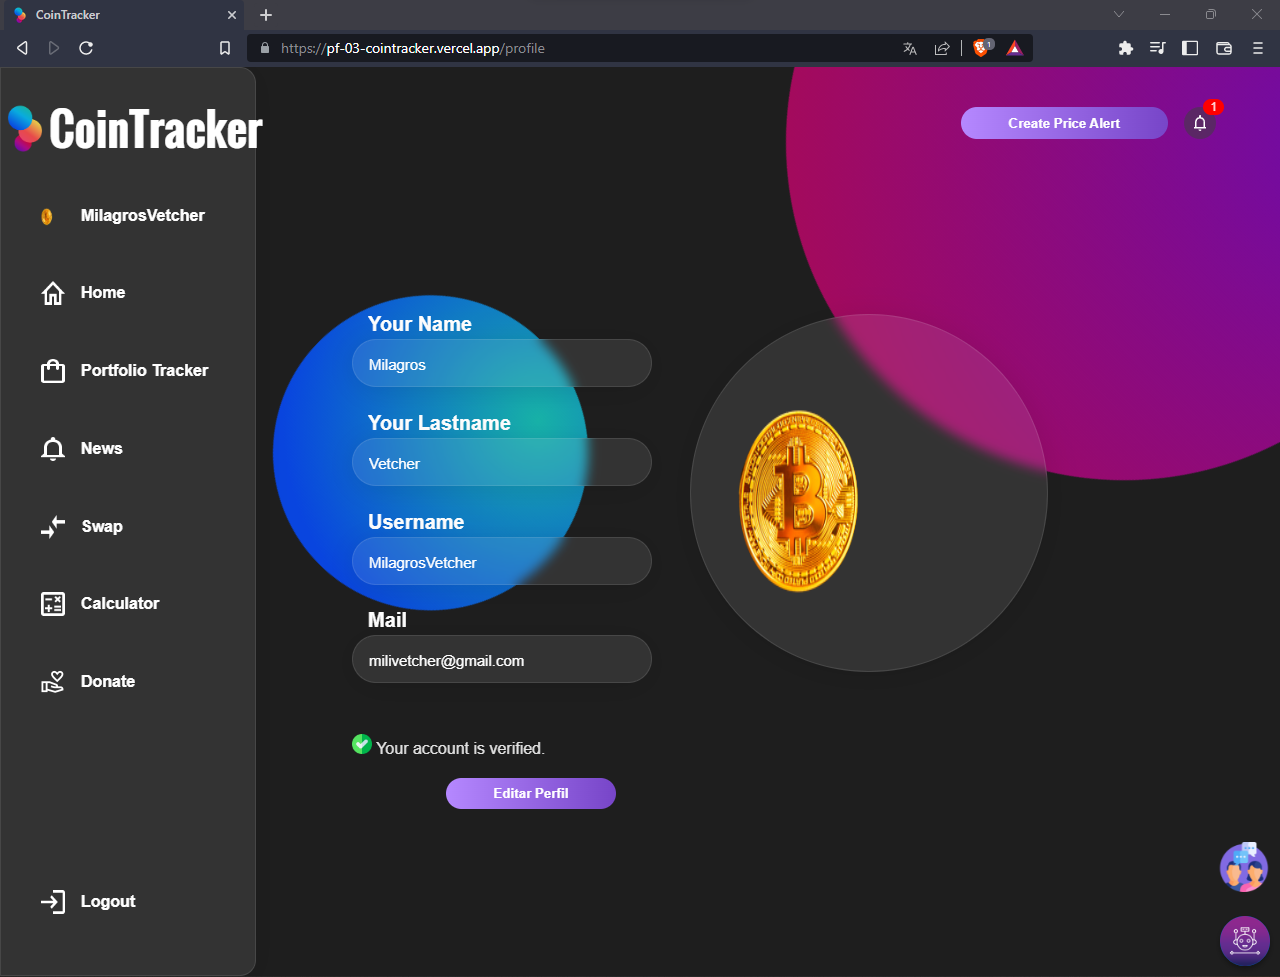 CoinTracker
https://pf-03-cointracker.vercel.app/profile
1
CoinTracker
Create Price Alert
1
MilagrosVetcher
Home
Portfolio Tracker
News
Swap
Calculator
Donate
Logout
Your Name
Milagros
Your Lastname
Vetcher
Username
MilagrosVetcher
Mail
milivetcher@gmail.com
Your account is verified.
Editar Perfil